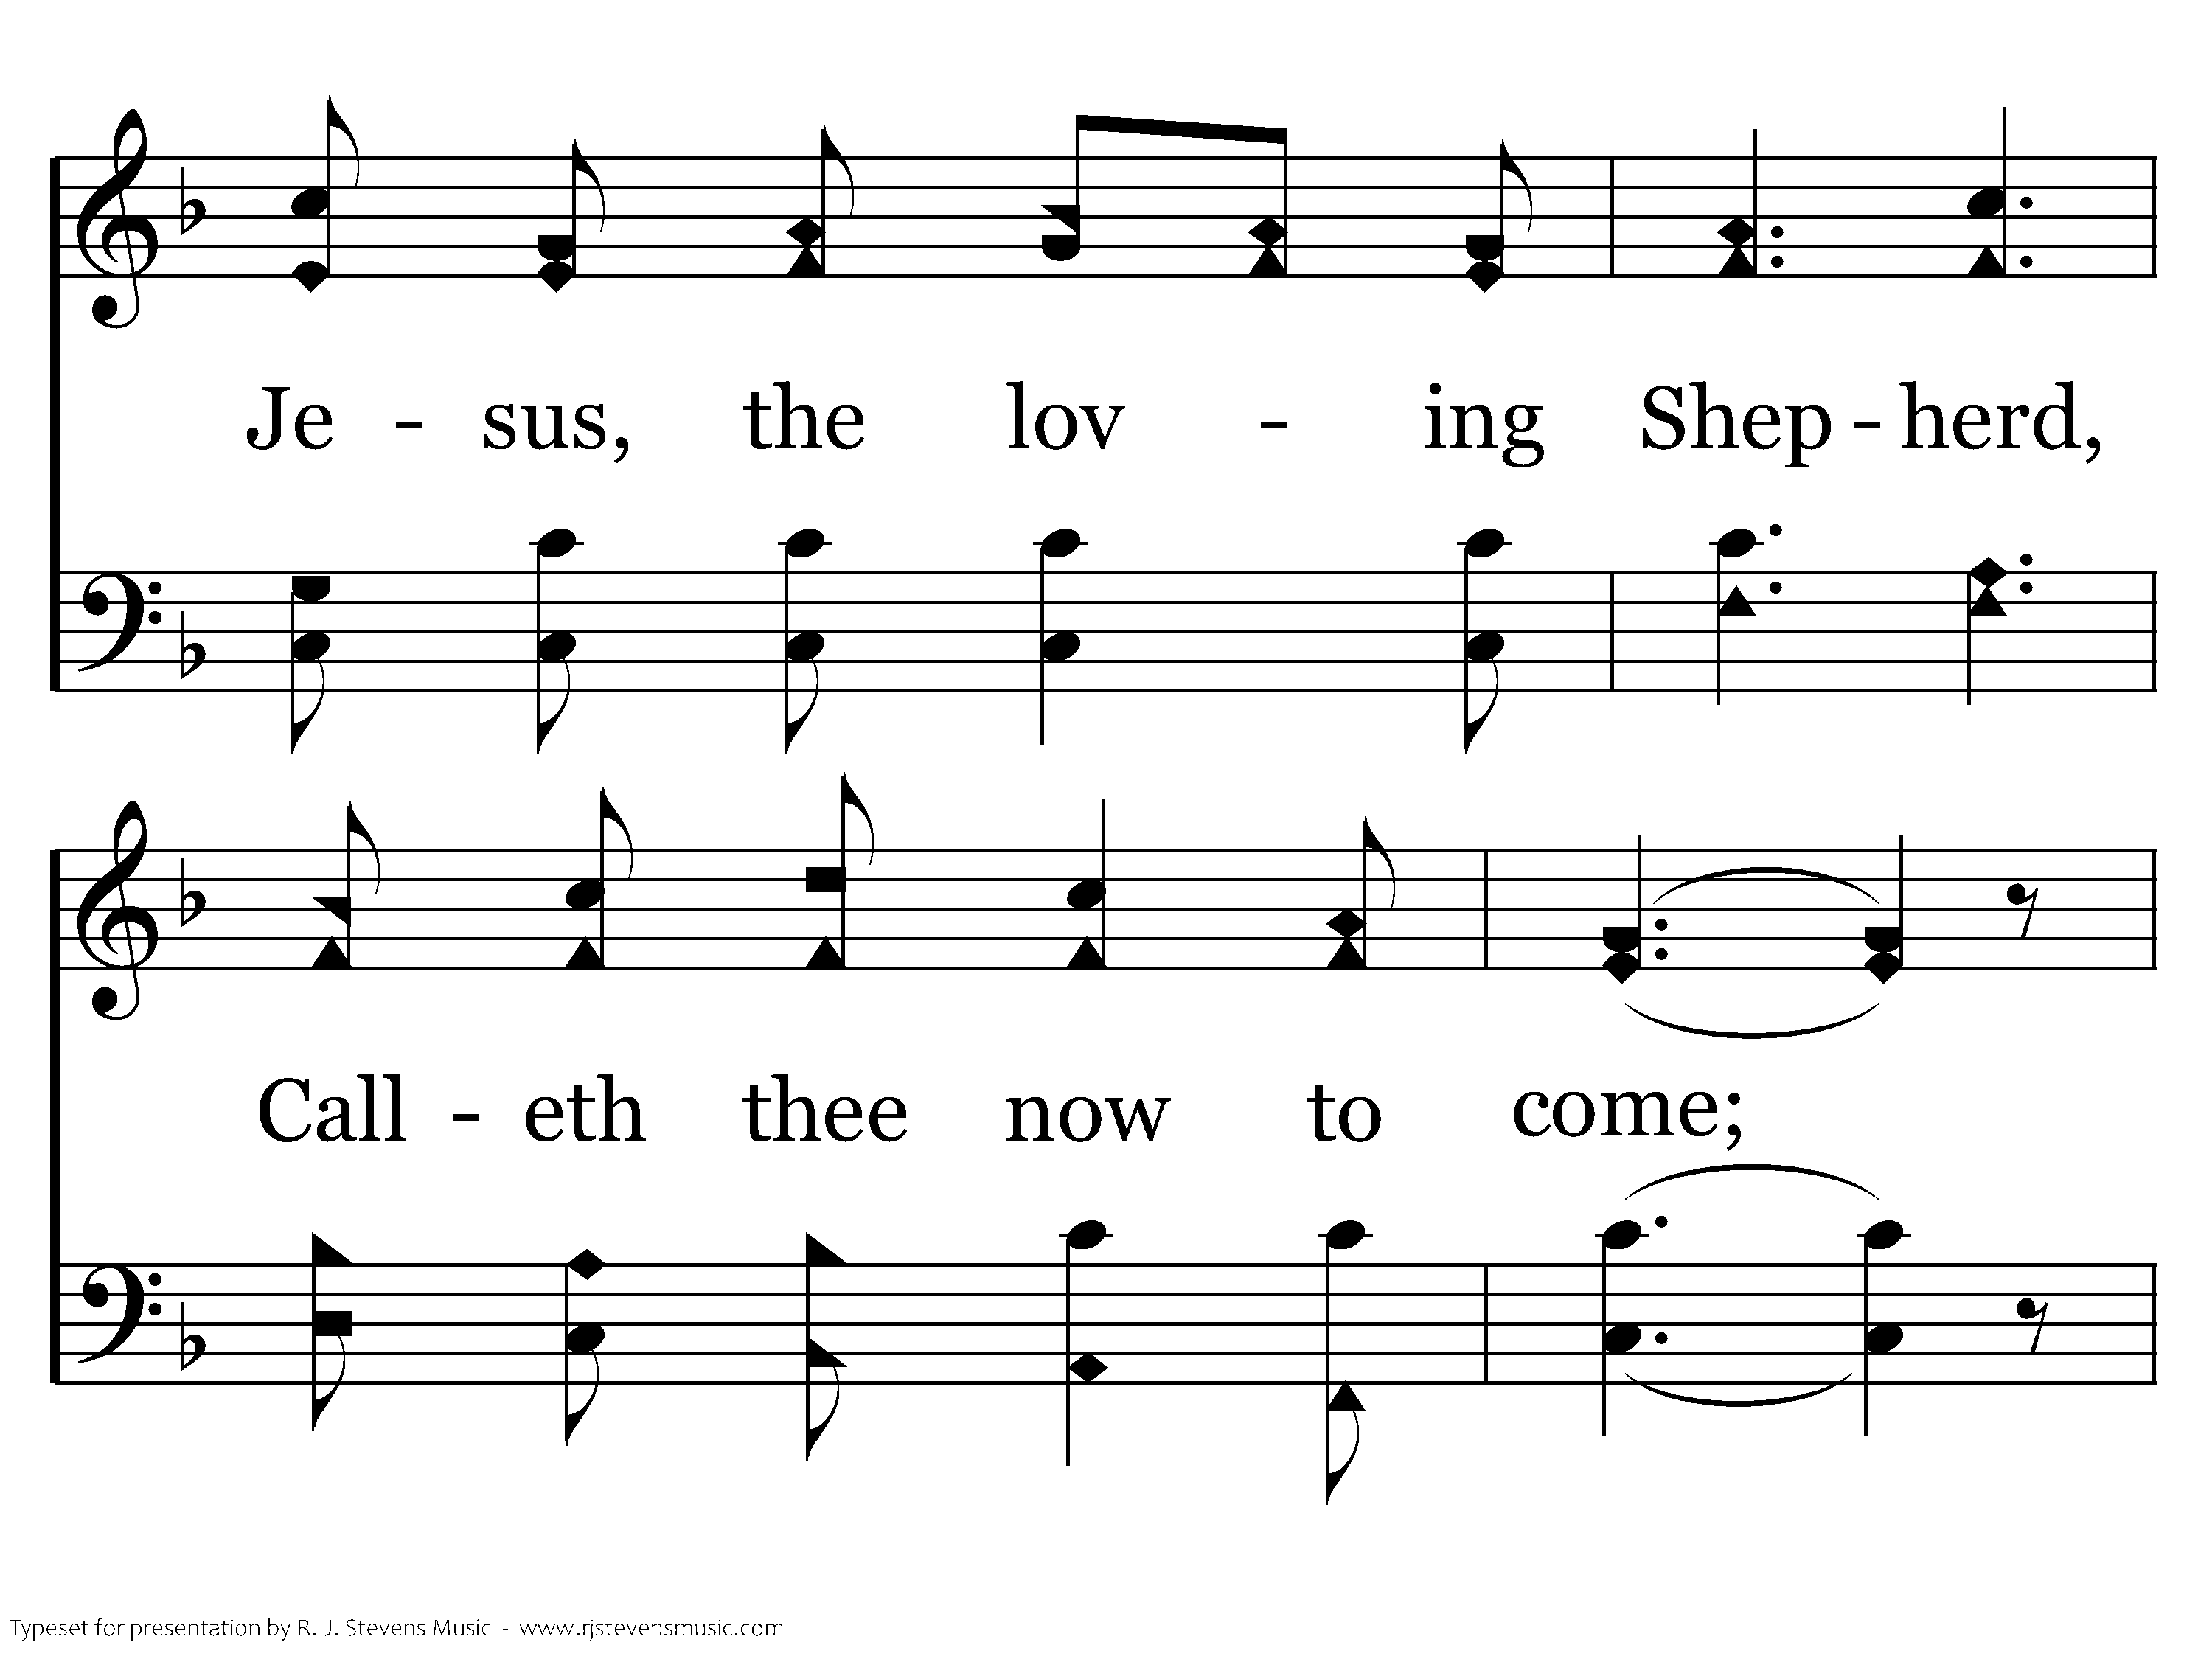 Je - sus, the lov - ing Shep - herd,
Call - eth thee now to come;
Typeset for presentation by R. J. Stevens Music - www.rjstevensmusic.com